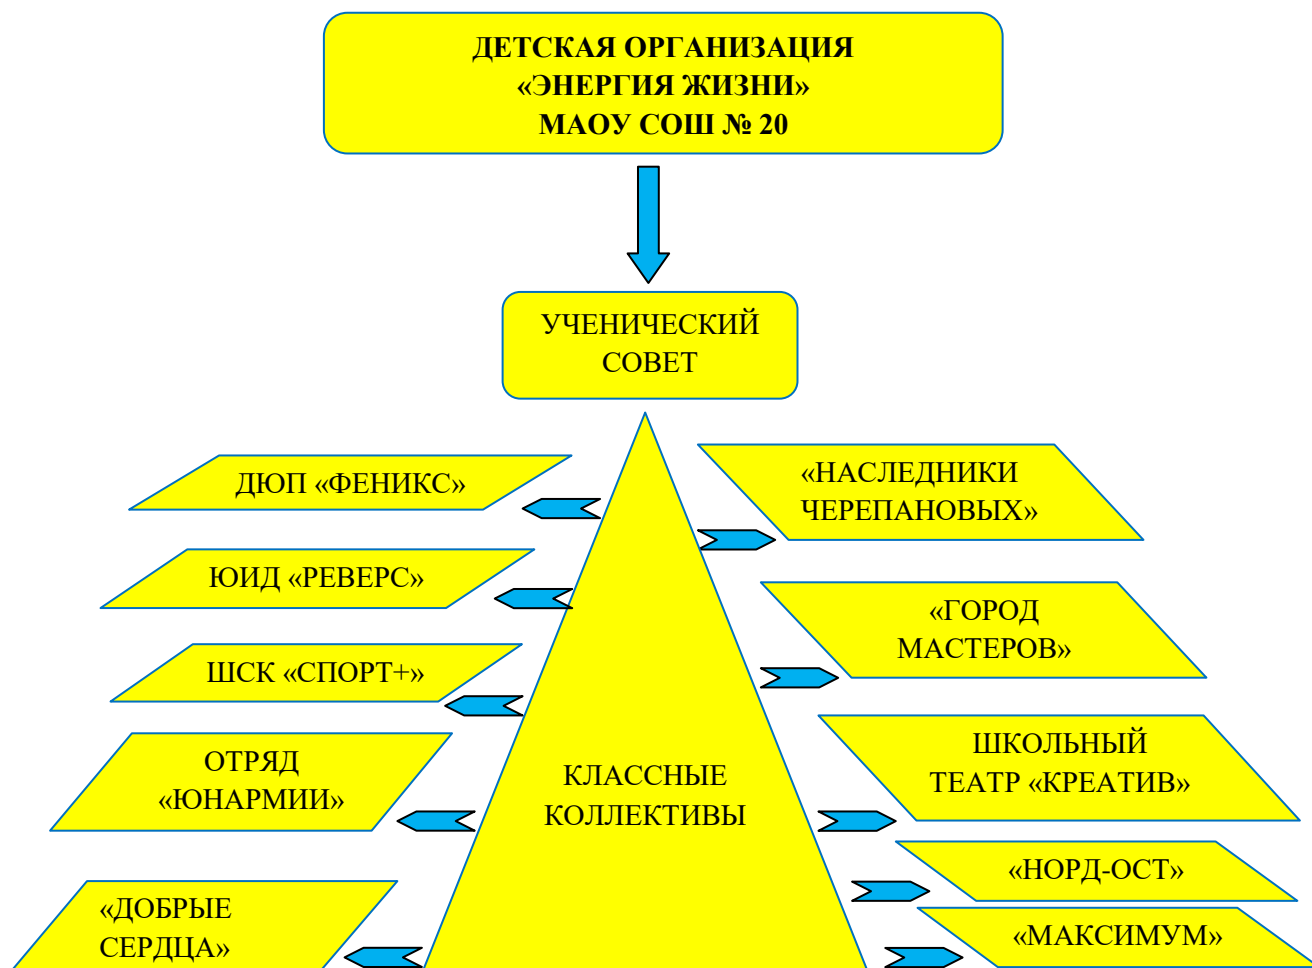 ДЕТСКАЯ ОРГАНИЗАЦИЯ
«ЭНЕРГИЯ ЖИЗНИ»
МАОУ СОШ № 20
УЧЕНИЧЕСКИЙ
СОВЕТ
ДЮП «ФЕНИКС»
ЮИД «РЕВЕРС»
ШСК «СПОРТ+»
ОТРЯД
«ЮНАРМИИ»
«ДОБРЫЕ
СЕРДЦА»
КЛАССНЫЕ
КОЛЛЕКТИВЫ
«НАСЛЕДНИКИ
ЧЕРЕПАНОВЫХ»
«ГОРОД
МАСТЕРОВ»
ШКОЛЬНЫЙ
ТЕАТР «КРЕАТИВ»
«НОРД-ОСТ»
«МАКСИМУМ»